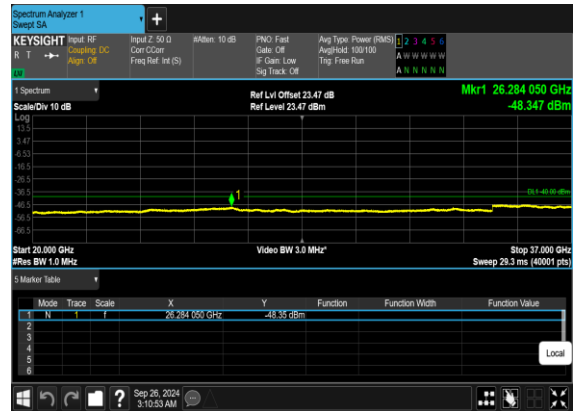 Spectrum Analyzer 1
Swept SA
+
KEYSIGHT Input: RF Input Z: 50 Ω #Atten: 10 dB PNO: Fast Avg Type: Power (RMS) 1 2 3 4 5 6
R T Coupling: DC Corr CCorr Gate: Off Avg|Hold: 100/100 A W W W W W
Align: Off Freq Ref: Int (S) IF Gain: Low Trig: Free Run A N N N N N
LW Sig Track: Off
1 Spectrum Ref Lvl Offset 23.47 dB Mkr1 26.284 050 GHz
Scale/Div 10 dB Ref Level 23.47 dBm -48.347 dBm
Log
13.5
3.47
-6.53
-16.5
-26.5
-36.5 1 DL1 -40.00 dBm
-46.5
-56.5
-66.5
Start 20.000 GHz Video BW 3.0 MHz* Stop 37.000 GHz
#Res BW 1.0 MHz Sweep 29.3 ms (40001 pts)
5 Marker Table
Mode Trace Scale X Y Function Function Width Function Value
1 N 1 f 26.284 050 GHz -48.35 dBm
2
3
4
5
6
Local
? Sep 26, 2024
3:10:53 AM